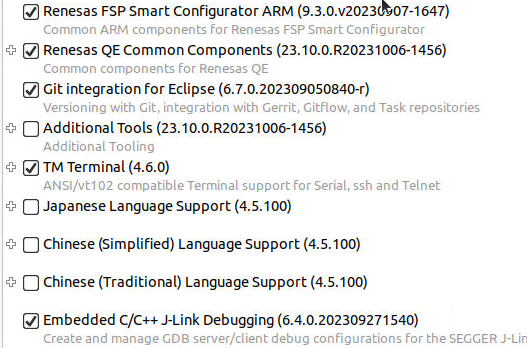 Renesas FSP Smart Configurator ARM (9.3.0.v20230907-1647)
Common ARM components for Renesas FSP Smart Configurator
Renesas QE Common Components (23.10.0.R20231006-1456)
Common components for Renesas QE
Git integration for Eclipse (6.7.0.202309050840-r)
Versioning with Git, integration with Gerrit, Gitflow, and Task repositories
Additional Tools (23.10.0.R20231006-1456)
Additional Tooling
TM Terminal (4.6.0)
ANSI/vt102 compatible Terminal support for Serial, ssh and Telnet
Japanese Language Support (4.5.100)
Chinese (Simplified) Language Support (4.5.100)
Chinese (Traditional) Language Support (4.5.100)
Embedded C/C++ J-Link Debugging (6.4.0.202309271540)
Create and manage GDB server/client debug configurations for the SEGGER J-Lin